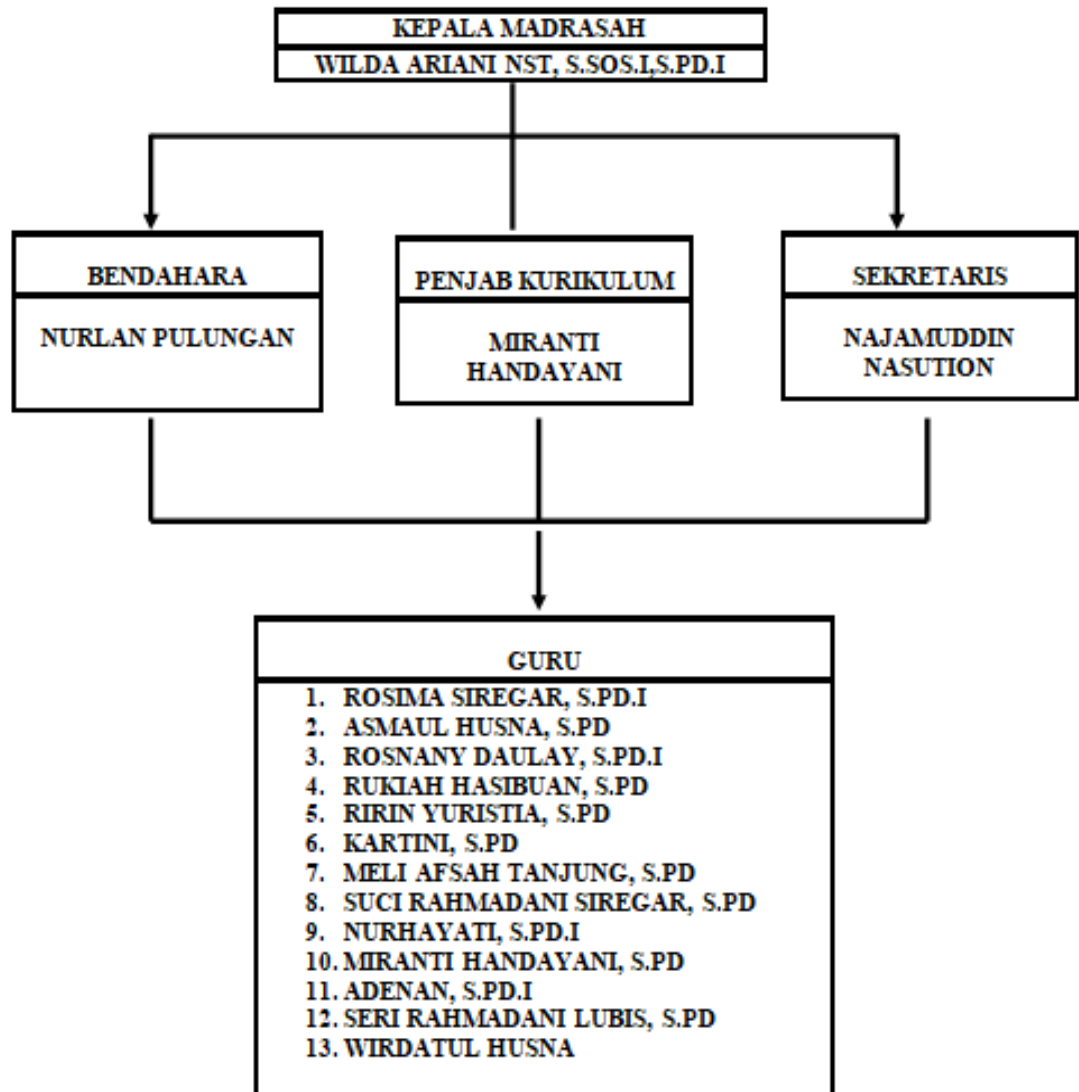 KEPALA MADRASAH
WILDA ARIANI NST, S.SOS.I,S.PD.I
BENDAHARA
NURLAN PULUNGAN
PENJAB KURIKULUM
MIRANTI
HANDAYANI
SEKRETARIS
NAJAMUDDIN
NASUTION
GURU
1. ROSIMA SIREGAR, S.PD.I
2. ASMAUL HUSNA, S.PD
3. ROSNANY DAULAY, S.PD.I
4. RUKIAH HASIBUAN, S.PD
5. RIRIN YURISTIA, S.PD
6. KARTINI, S.PD
7. MELI AFSAH TANJUNG, S.PD
8. SUCI RAHMADANI SIREGAR, S.PD
9. NURHAYATI, S.PD.I
10. MIRANTI HANDAYANI, S.PD
11. ADENAN, S.PD.I
12. SERI RAHMADANI LUBIS, S.PD
13. WIRDATUL HUSNA